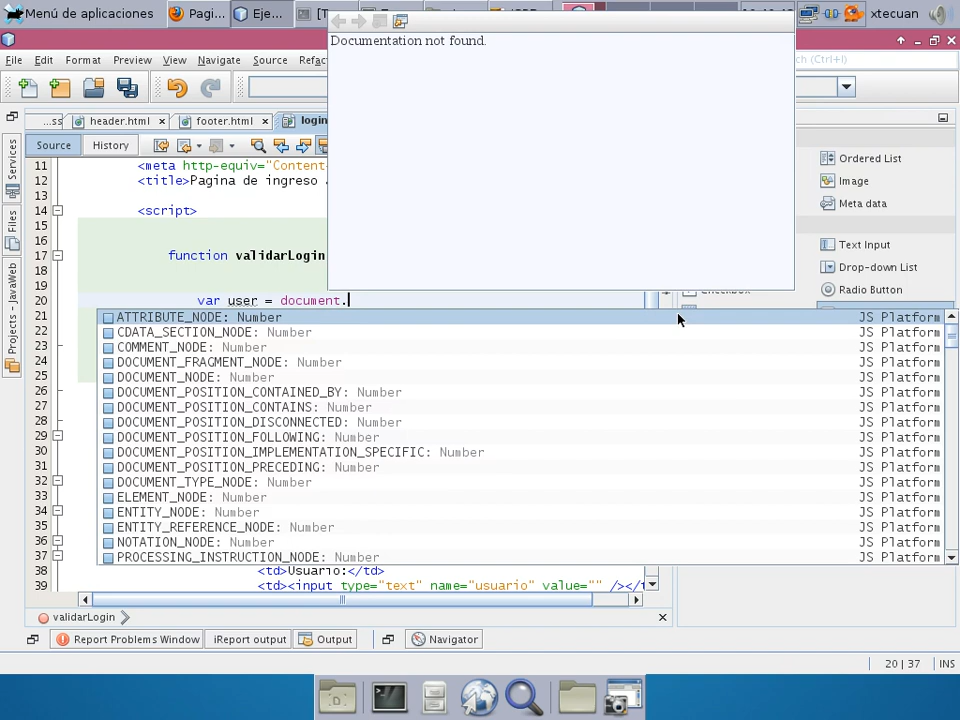 Menú de aplicaciones
Pagi...
Eje...
[T
xtecuan
File Edit Format Preview View Navigate Source Refac
rch (Ctrl+I)
Documentation not found.
...ss
header.html
footer.html
login
Source
History
Services
Files
Projects - JavaWeb
11 <meta http-equiv="Content-
12 <title>Pagina de ingreso
13
14 <script>
15
16
17 function validarLogin
18
19
20 var user = document.
21
22
23
24
25
26
27
28
29
30
31
32
33
34
35
36
37
38 <td>Usuario:</td>
39 <td><input type="text" name="usuario" value="" /></t
ATTRIBUTE_NODE: Number JS Platform
CDATA_SECTION_NODE: Number JS Platform
COMMENT_NODE: Number JS Platform
DOCUMENT_FRAGMENT_NODE: Number JS Platform
DOCUMENT_NODE: Number JS Platform
DOCUMENT_POSITION_CONTAINED_BY: Number JS Platform
DOCUMENT_POSITION_CONTAINS: Number JS Platform
DOCUMENT_POSITION_DISCONNECTED: Number JS Platform
DOCUMENT_POSITION_FOLLOWING: Number JS Platform
DOCUMENT_POSITION_IMPLEMENTATION_SPECIFIC: Number JS Platform
DOCUMENT_POSITION_PRECEDING: Number JS Platform
DOCUMENT_TYPE_NODE: Number JS Platform
ELEMENT_NODE: Number JS Platform
ENTITY_NODE: Number JS Platform
ENTITY_REFERENCE_NODE: Number JS Platform
NOTATION_NODE: Number JS Platform
PROCESSING_INSTRUCTION_NODE: Number JS Platform
Ordered List
Image
Meta data
Text Input
Drop-down List
Radio Button
validarLogin
Report Problems Window
iReport output
Output
Navigator
20 | 37
INS